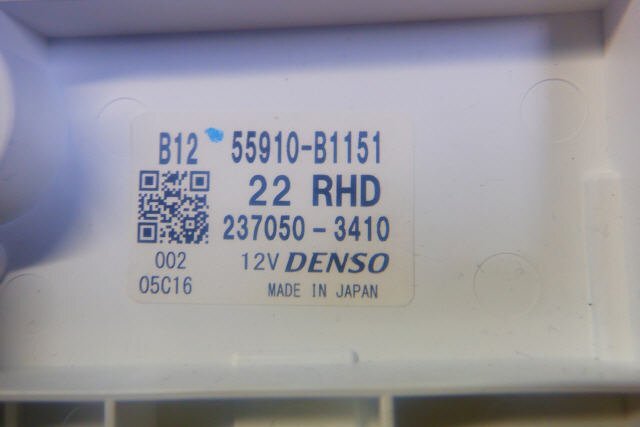 B12 55910-B1151
22 RHD
237050-3410
002 12V DENSO
05C16 MADE IN JAPAN